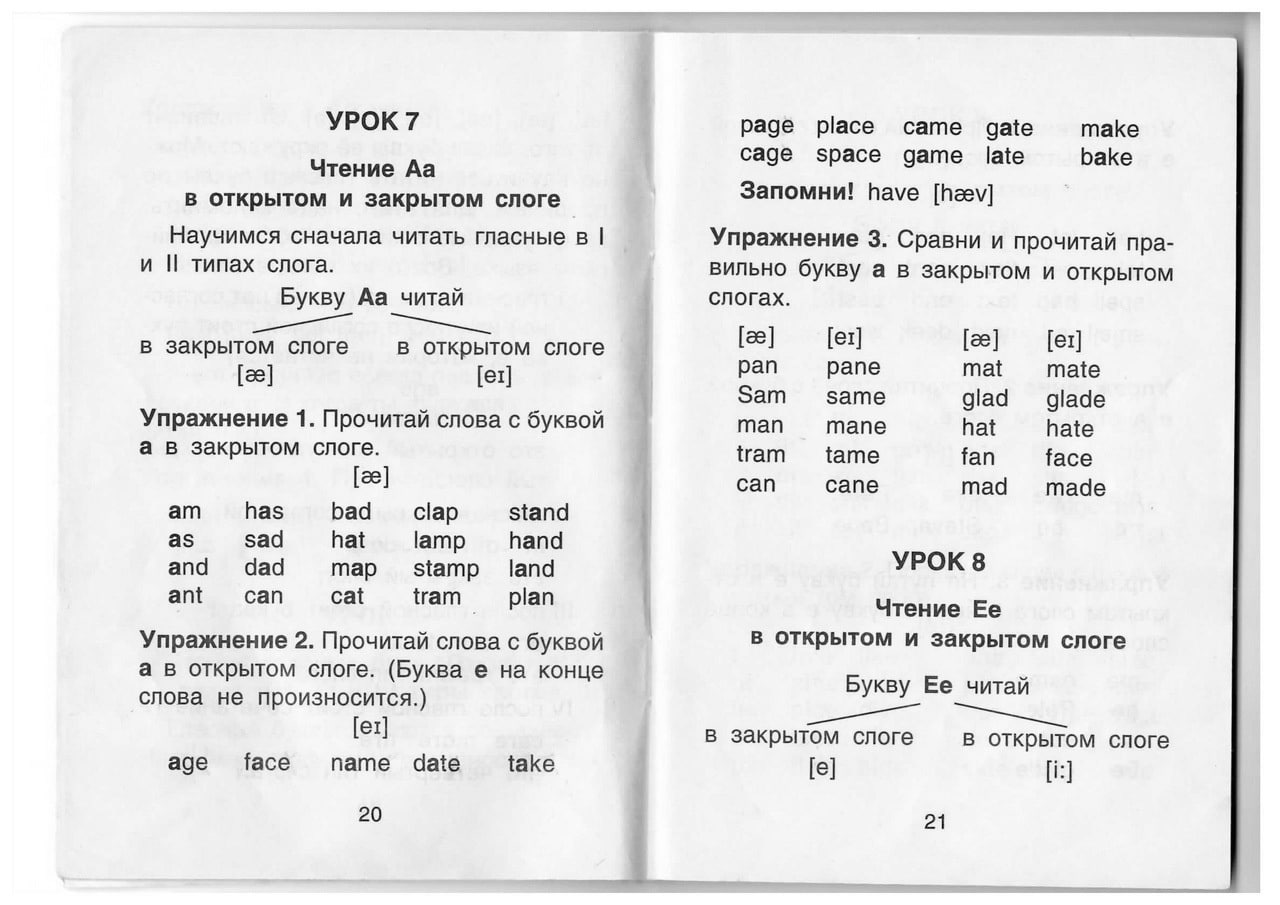 УРОК 7
Чтение Aa
в открытом и закрытом слоге
Научимся сначала читать гласные в I
и II типах слога.
Букву Aa читай
в закрытом слоге в открытом слоге
[æ] [eɪ]
Упражнение 1. Прочитай слова с буквой
a в закрытом слоге.
[æ]
am has bad clap stand
as sad hat lamp hand
and dad map stamp land
ant can cat tram plan
Упражнение 2. Прочитай слова с буквой
a в открытом слоге. (Буква e на конце
слова не произносится.)
[eɪ]
age face name date take
20
page place came gate make
cage space game late bake
Запомни! have [hæv]
Упражнение 3. Сравни и прочитай пра-
вильно букву a в закрытом и открытом
слогах.
[æ] [eɪ] [æ] [eɪ]
pan pane mat mate
Sam same glad glade
man mane hat hate
tram tame fan face
can cane mad made
УРОК 8
Чтение Ee
в открытом и закрытом слоге
Букву Ee читай
в закрытом слоге в открытом слоге
[e] [i:]
21